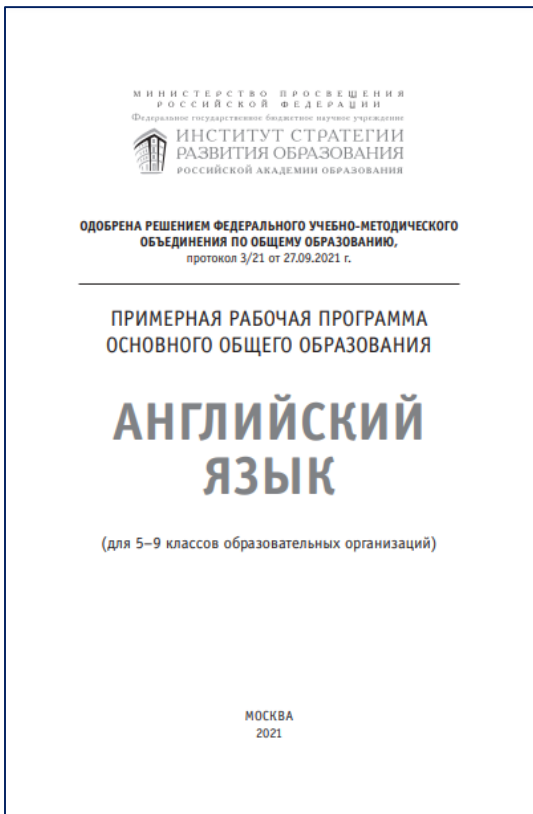 МИНИСТЕРСТВО ПРОСВЕЩЕНИЯ
РОССИЙСКОЙ ФЕДЕРАЦИИ
Федеральное государственное бюджетное научное учреждение
ИНСТИТУТ СТРАТЕГИИ
РАЗВИТИЯ ОБРАЗОВАНИЯ
РОССИЙСКОЙ АКАДЕМИИ ОБРАЗОВАНИЯ
ОДОБРЕНА РЕШЕНИЕМ ФЕДЕРАЛЬНОГО УЧЕБНО-МЕТОДИЧЕСКОГО
ОБЪЕДИНЕНИЯ ПО ОБЩЕМУ ОБРАЗОВАНИЮ,
протокол 3/21 от 27.09.2021 г.
ПРИМЕРНАЯ РАБОЧАЯ ПРОГРАММА
ОСНОВНОГО ОБЩЕГО ОБРАЗОВАНИЯ
АНГЛИЙСКИЙ
ЯЗЫК
(для 5–9 классов образовательных организаций)
МОСКВА
2021